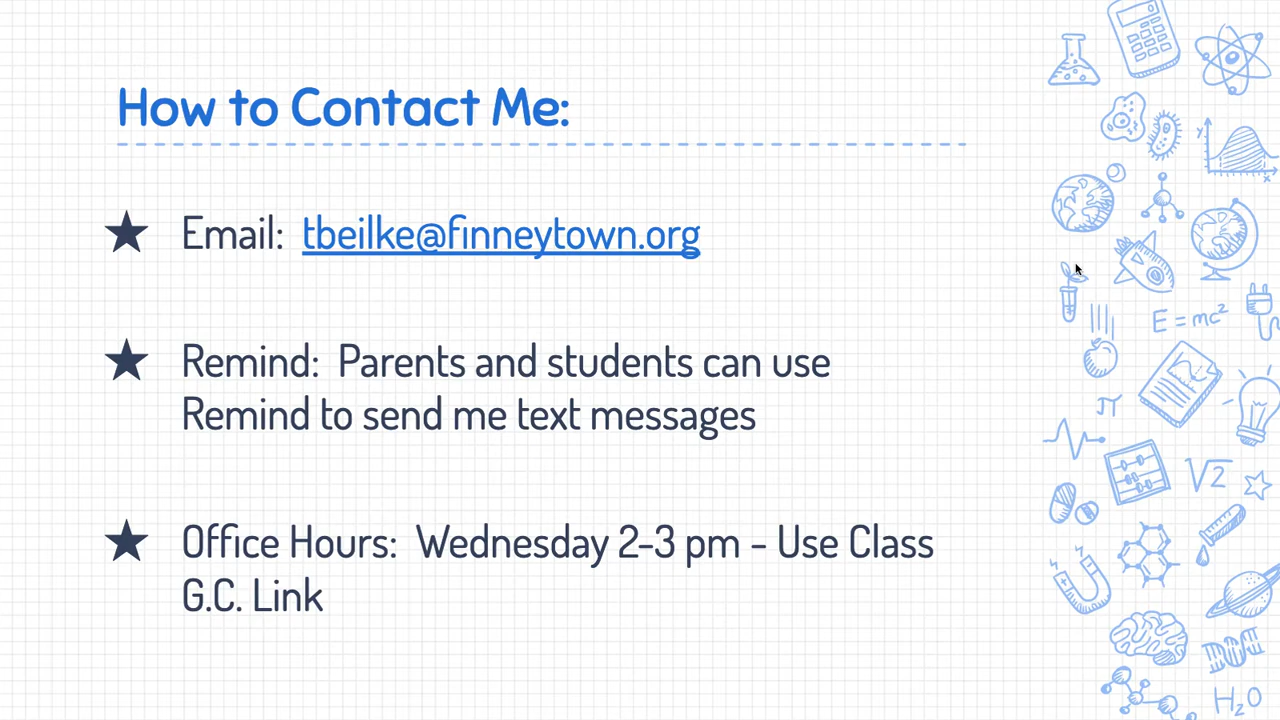 How to Contact Me:
★ Email: tbeilke@finneytown.org
★ Remind: Parents and students can use
Remind to send me text messages
★ Office Hours: Wednesday 2-3 pm - Use Class
G.C. Link
y
x
E = mc²
π
√2
H₂O